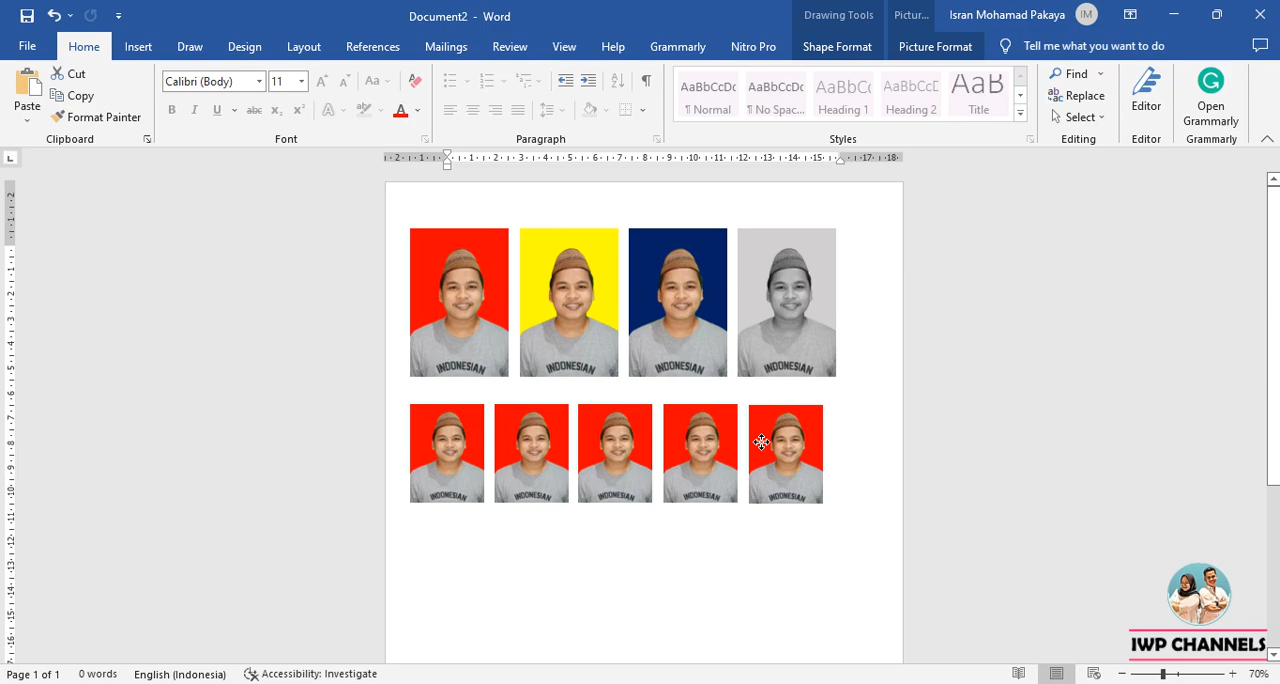 Document2 - Word
Drawing Tools
Pictur...
Isran Mohamad Pakaya
IM
File
Home
Insert
Draw
Design
Layout
References
Mailings
Review
View
Help
Grammarly
Nitro Pro
Shape Format
Picture Format
Tell me what you want to do
Paste
Cut
Copy
Format Painter
Clipboard
Calibri (Body)
11
Font
Paragraph
AaBbCcDc
¶ Normal
AaBbCcDc
¶ No Spac...
AaBbC(
Heading 1
AaBbCcE
Heading 2
AaB
Title
Styles
Find
Replace
Select
Editing
Editor
Editor
Open
Grammarly
Grammarly
INDONESIAN
INDONESIAN
INDONESIAN
INDONESIAN
INDONESIAN
INDONESIAN
INDONESIAN
INDONESIAN
INDONESIAN
IWP CHANNELS
Page 1 of 1
0 words
English (Indonesia)
Accessibility: Investigate
70%